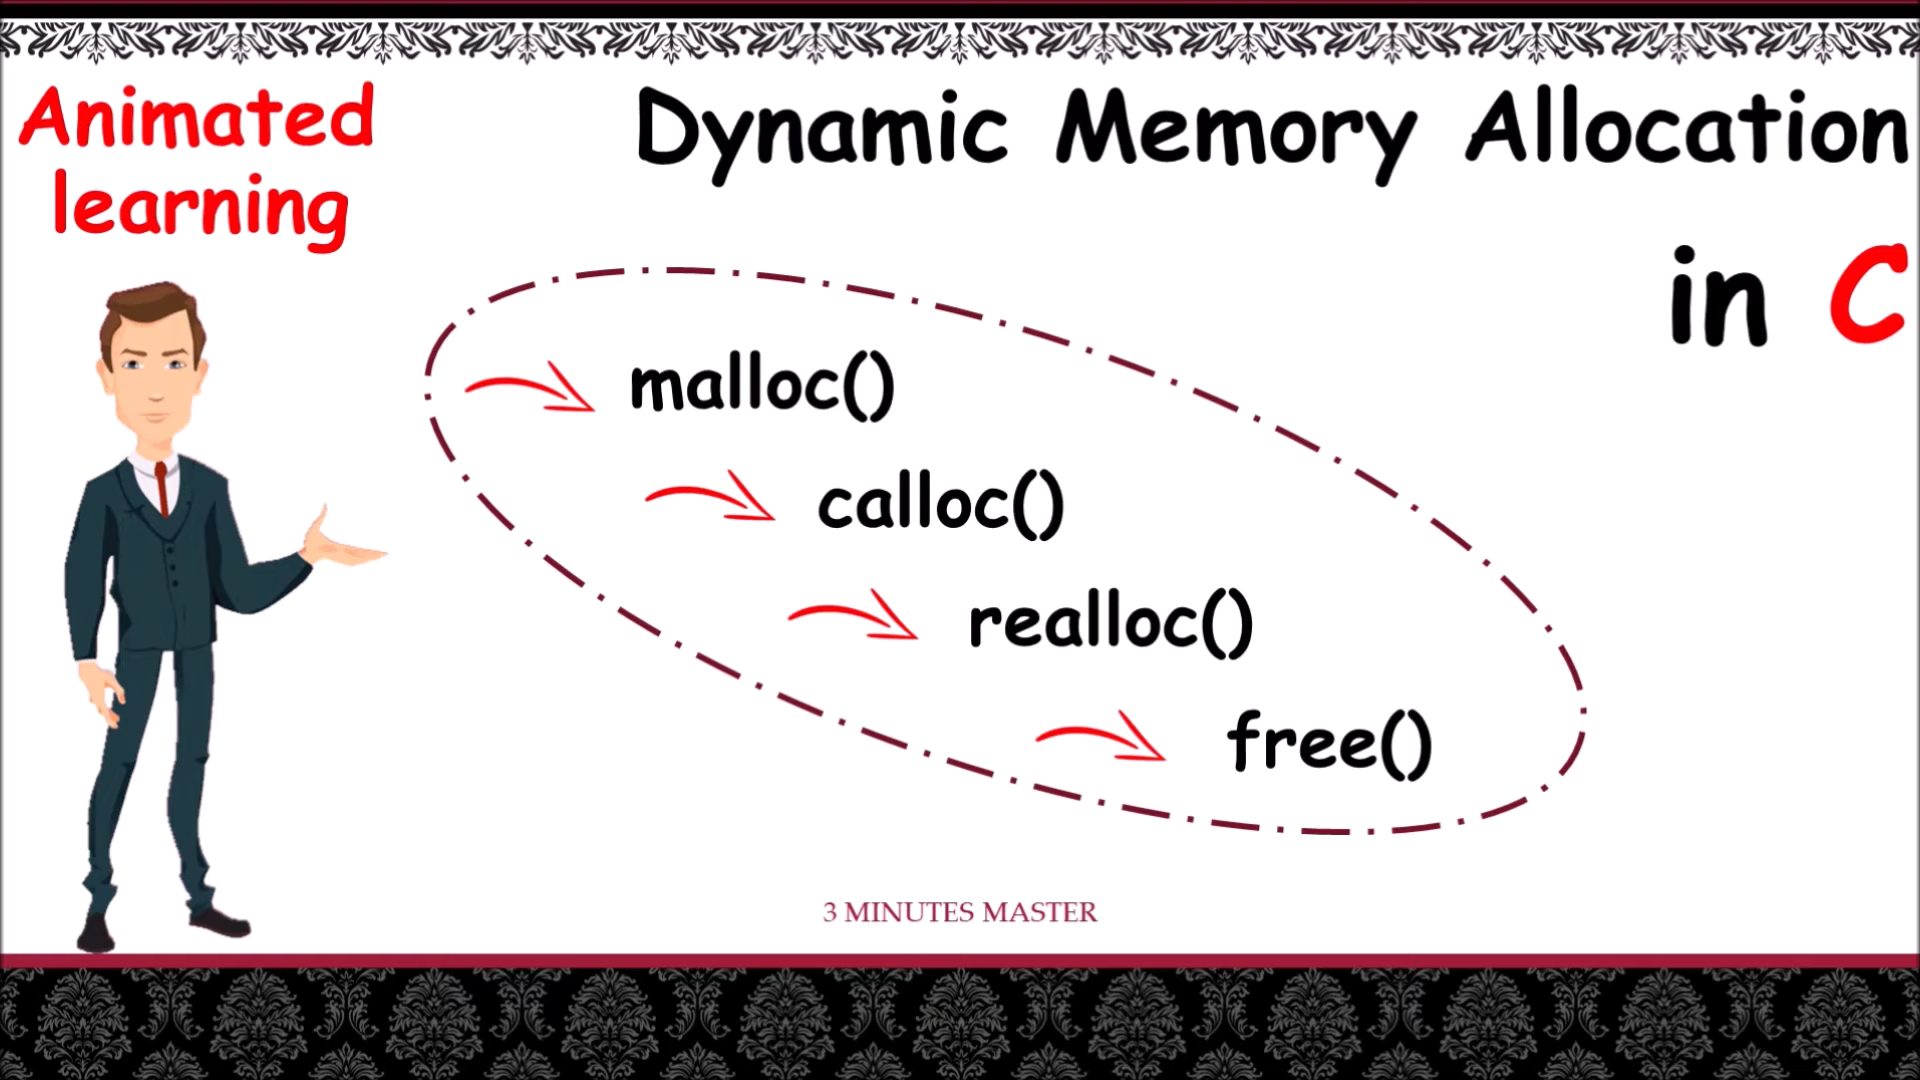 Animated
learning
Dynamic Memory Allocation
in C
malloc()
calloc()
realloc()
free()
3 MINUTES MASTER